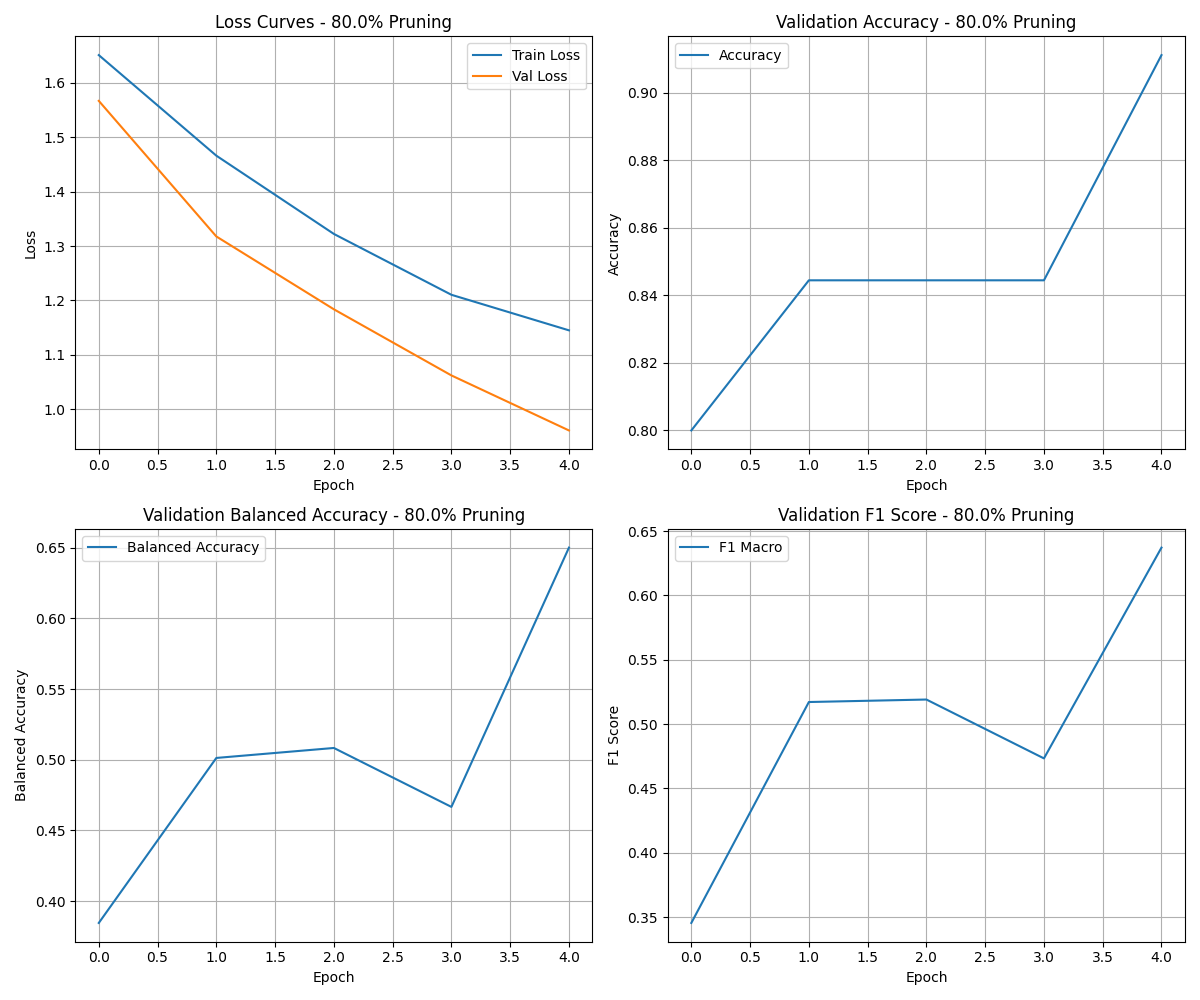 Loss Curves - 80.0% Pruning
Train Loss
Val Loss
1.6
1.5
1.4
1.3
1.2
1.1
1.0
Loss
0.0 0.5 1.0 1.5 2.0 2.5 3.0 3.5 4.0
Epoch
Validation Accuracy - 80.0% Pruning
Accuracy
0.90
0.88
0.86
0.84
0.82
0.80
Accuracy
0.0 0.5 1.0 1.5 2.0 2.5 3.0 3.5 4.0
Epoch
Validation Balanced Accuracy - 80.0% Pruning
Balanced Accuracy
0.65
0.60
0.55
0.50
0.45
0.40
Balanced Accuracy
0.0 0.5 1.0 1.5 2.0 2.5 3.0 3.5 4.0
Epoch
Validation F1 Score - 80.0% Pruning
F1 Macro
0.65
0.60
0.55
0.50
0.45
0.40
0.35
F1 Score
0.0 0.5 1.0 1.5 2.0 2.5 3.0 3.5 4.0
Epoch